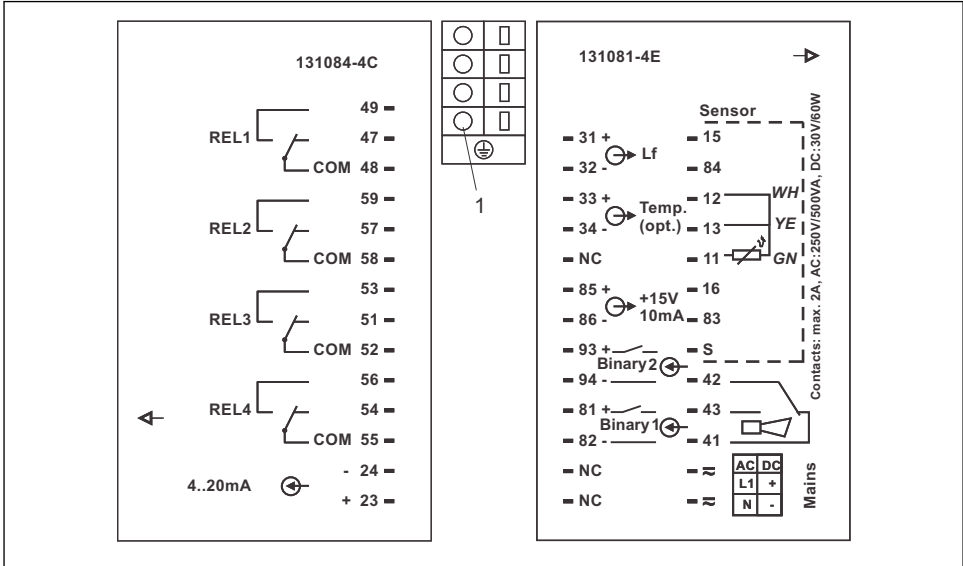 131084-4C
49
REL1 47
COM 48
59
REL2 57
COM 58
53
REL3 51
COM 52
56
REL4 54
COM 55
- 24
4..20mA
+ 23
1
131081-4E
Sensor
31 + 15
Lf
32 - 84
33 + 12 WH
Temp.
(opt.)
34 - 13 YE
NC 11 GN
85 + 16
+15V
10mA
86 - 83
93 + S
Binary2
94 - 42
81 + 43
Binary1
82 - 41
NC AC DC
L1 +
NC N -
Mains
Contacts: max. 2A, AC:250V/500VA, DC:30V/60W